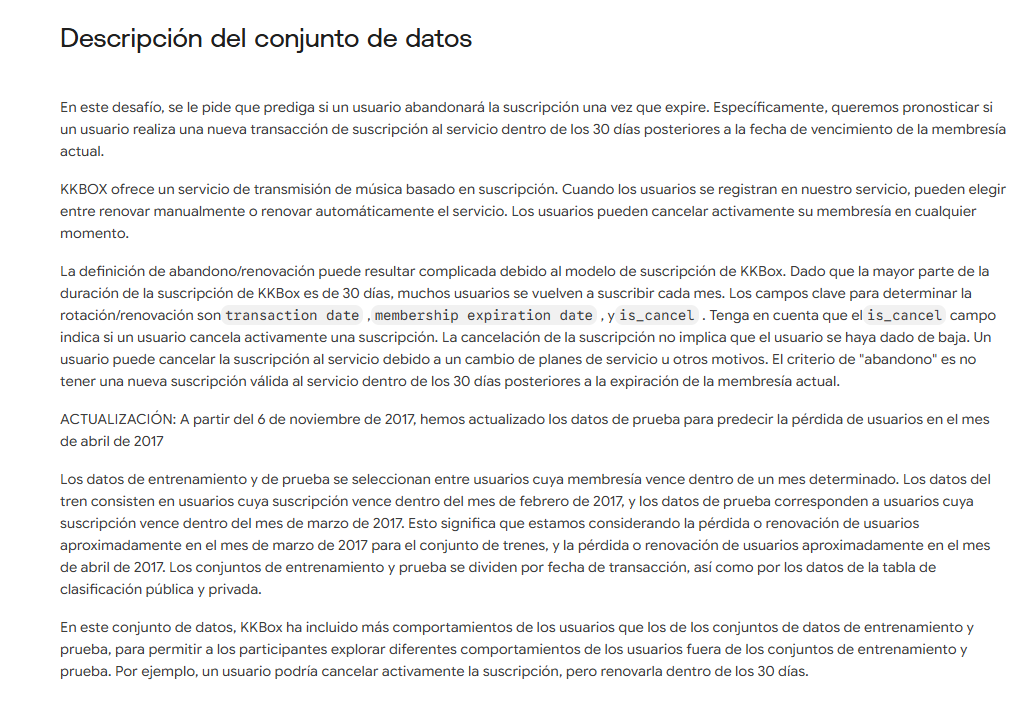 Descripción del conjunto de datos
En este desafío, se le pide que prediga si un usuario abandonará la suscripción una vez que expire. Específicamente, queremos pronosticar si
un usuario realiza una nueva transacción de suscripción al servicio dentro de los 30 días posteriores a la fecha de vencimiento de la membresía
actual.
KKBOX ofrece un servicio de transmisión de música basado en suscripción. Cuando los usuarios se registran en nuestro servicio, pueden elegir
entre renovar manualmente o renovar automáticamente el servicio. Los usuarios pueden cancelar activamente su membresía en cualquier
momento.
La definición de abandono/renovación puede resultar complicada debido al modelo de suscripción de KKBox. Dado que la mayor parte de la
duración de la suscripción de KKBox es de 30 días, muchos usuarios se vuelven a suscribir cada mes. Los campos clave para determinar la
rotación/renovación son transaction date , membership expiration date , y is_cancel . Tenga en cuenta que el is_cancel campo
indica si un usuario cancela activamente una suscripción. La cancelación de la suscripción no implica que el usuario se haya dado de baja. Un
usuario puede cancelar la suscripción al servicio debido a un cambio de planes de servicio u otros motivos. El criterio de "abandono" es no
tener una nueva suscripción válida al servicio dentro de los 30 días posteriores a la expiración de la membresía actual.
ACTUALIZACIÓN: A partir del 6 de noviembre de 2017, hemos actualizado los datos de prueba para predecir la pérdida de usuarios en el mes
de abril de 2017
Los datos de entrenamiento y de prueba se seleccionan entre usuarios cuya membresía vence dentro de un mes determinado. Los datos del
tren consisten en usuarios cuya suscripción vence dentro del mes de febrero de 2017, y los datos de prueba corresponden a usuarios cuya
suscripción vence dentro del mes de marzo de 2017. Esto significa que estamos considerando la pérdida o renovación de usuarios
aproximadamente en el mes de marzo de 2017 para el conjunto de trenes, y la pérdida o renovación de usuarios aproximadamente en el mes
de abril de 2017. Los conjuntos de entrenamiento y prueba se dividen por fecha de transacción, así como por los datos de la tabla de
clasificación pública y privada.
En este conjunto de datos, KKBox ha incluido más comportamientos de los usuarios que los de los conjuntos de datos de entrenamiento y
prueba, para permitir a los participantes explorar diferentes comportamientos de los usuarios fuera de los conjuntos de entrenamiento y
prueba. Por ejemplo, un usuario podría cancelar activamente la suscripción, pero renovarla dentro de los 30 días.